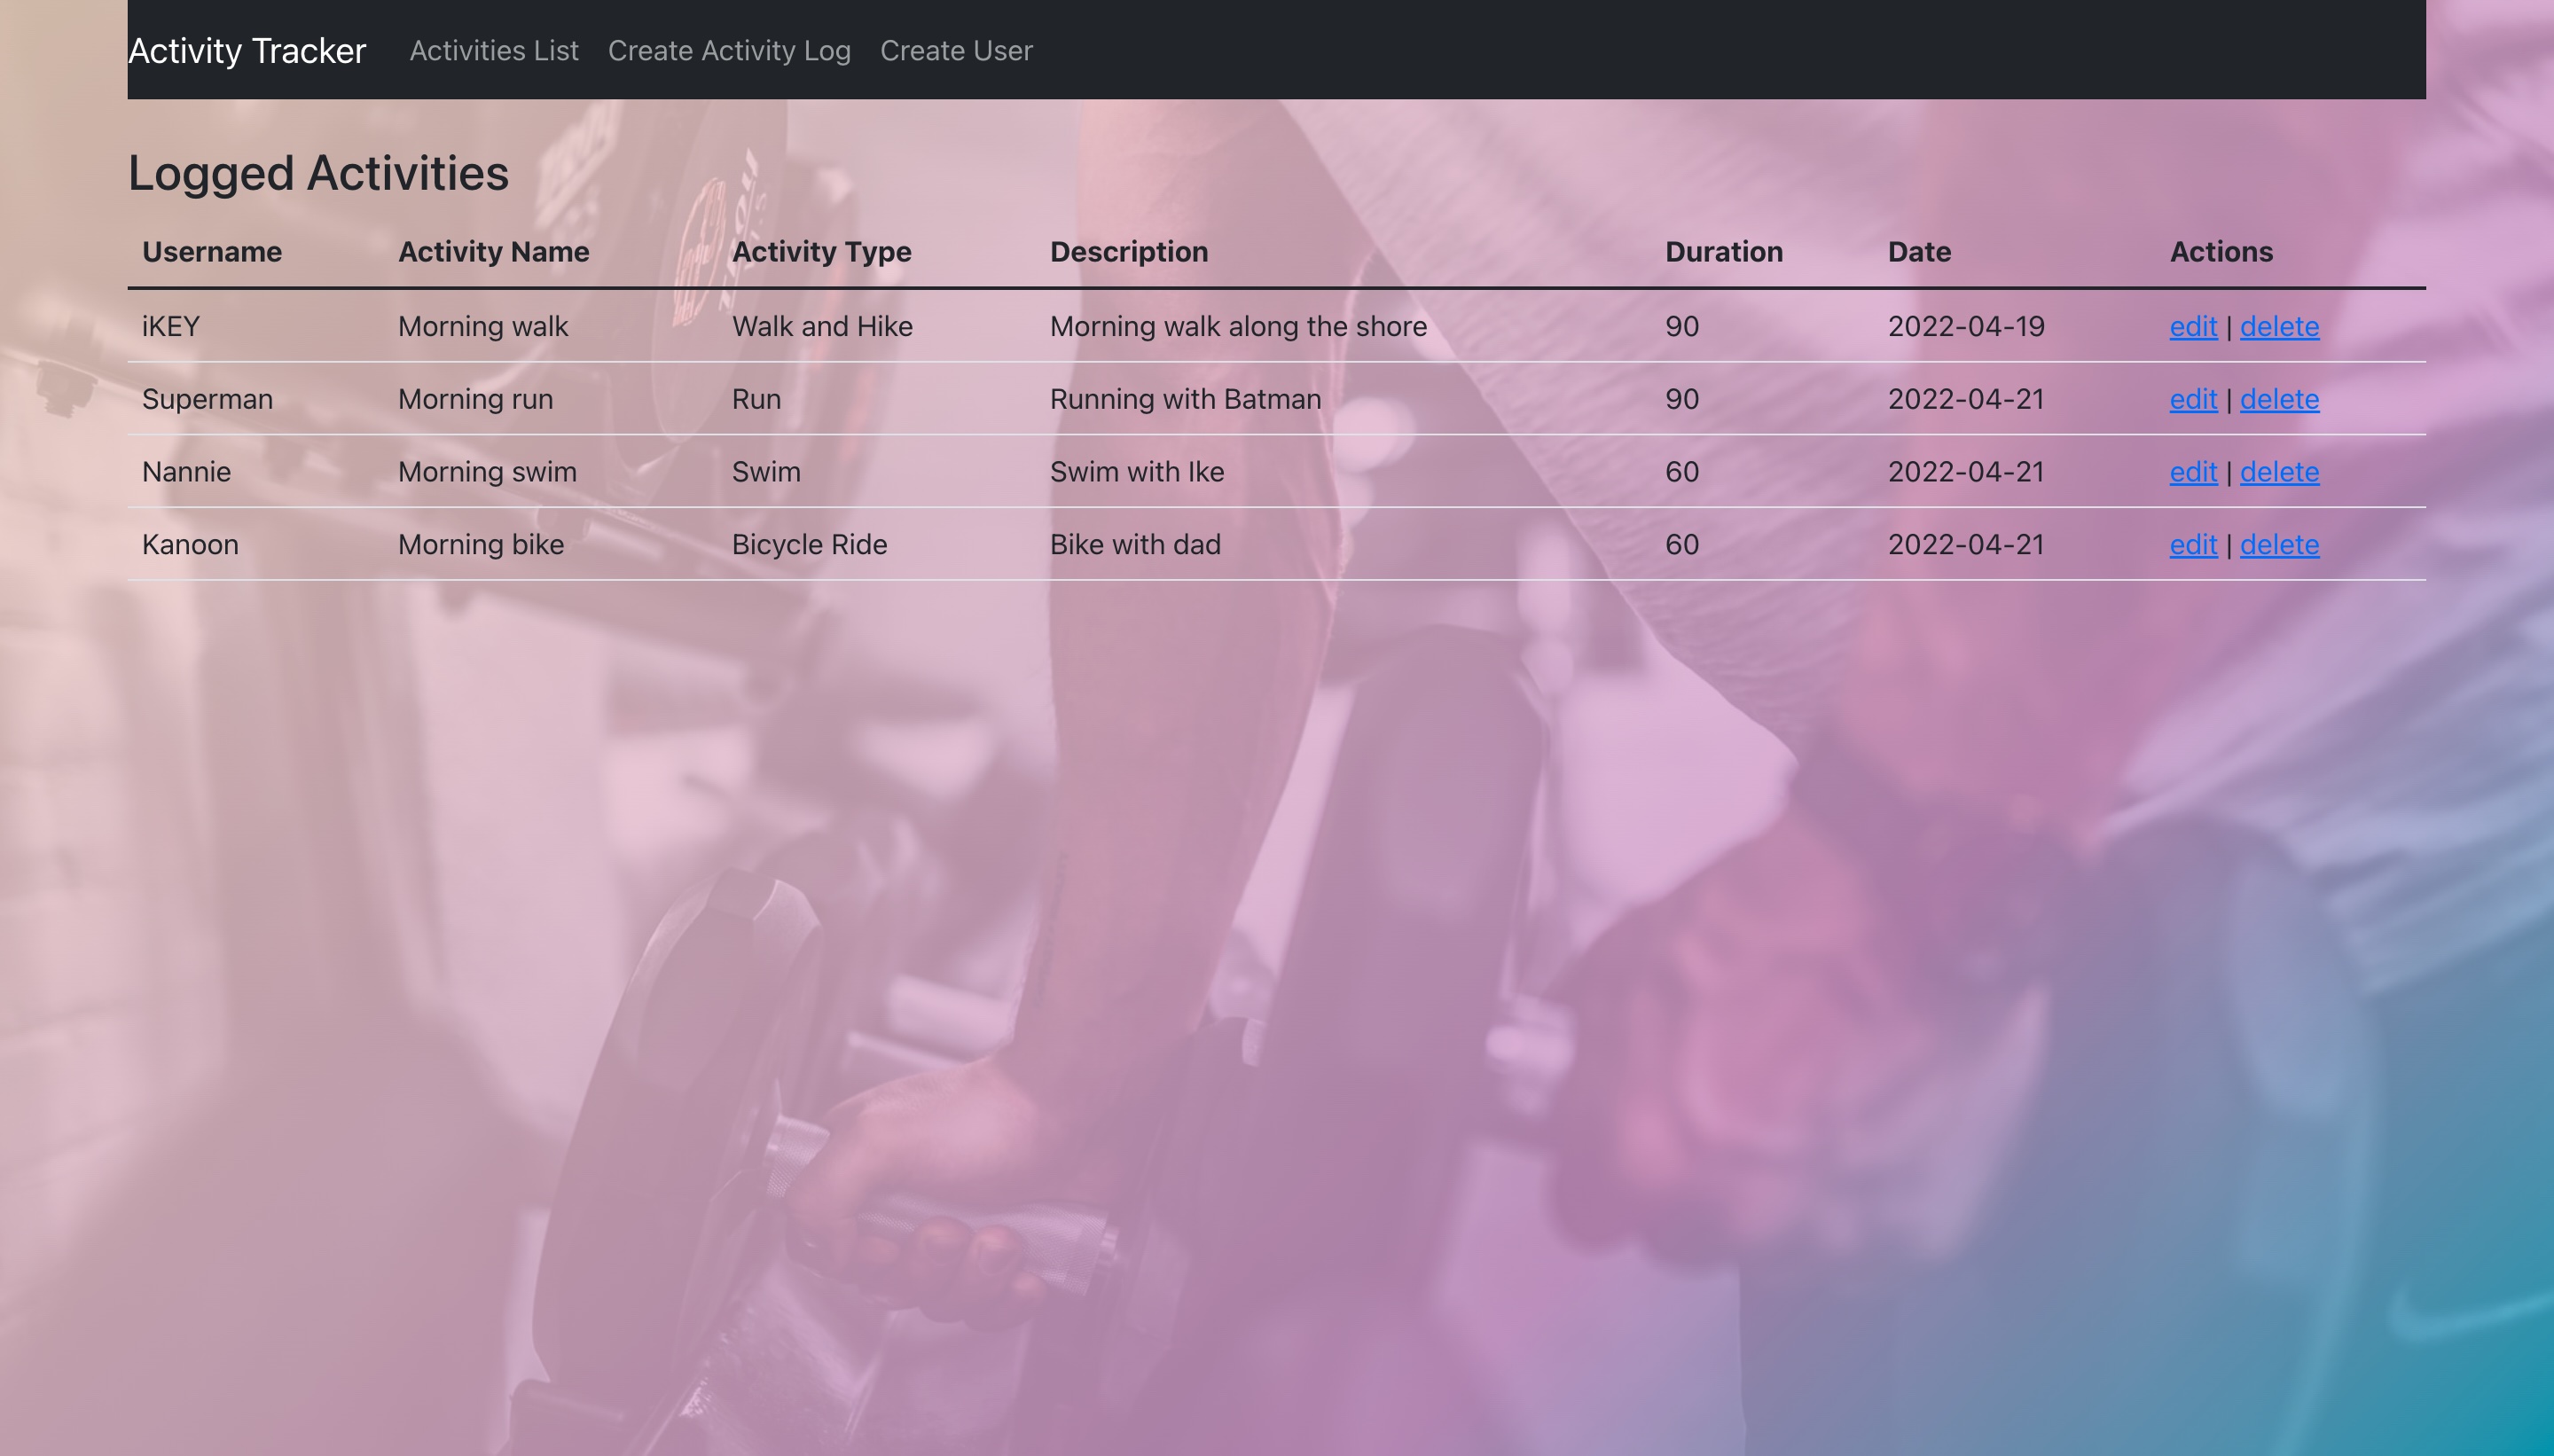 Activity Tracker Activities List Create Activity Log Create User
Logged Activities
Username Activity Name Activity Type Description Duration Date Actions
iKEY Morning walk Walk and Hike Morning walk along the shore 90 2022-04-19 edit | delete
Superman Morning run Run Running with Batman 90 2022-04-21 edit | delete
Nannie Morning swim Swim Swim with Ike 60 2022-04-21 edit | delete
Kanoon Morning bike Bicycle Ride Bike with dad 60 2022-04-21 edit | delete